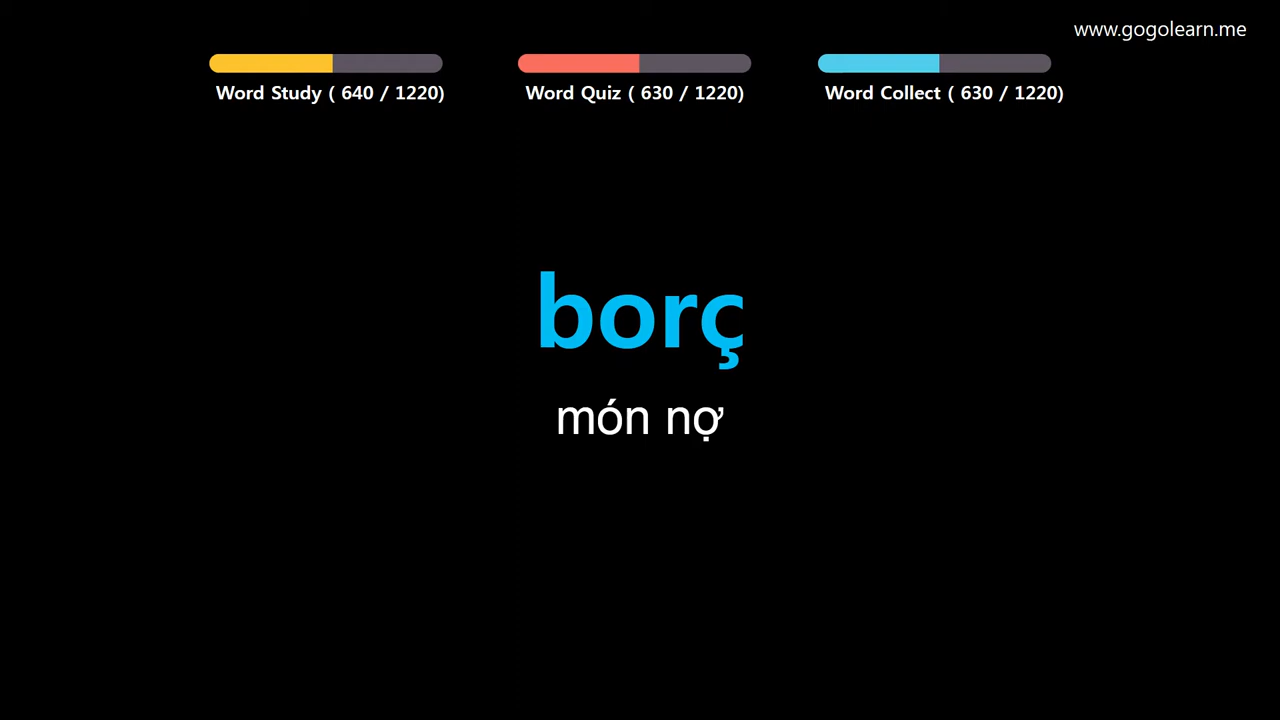 www.gogolearn.me
Word Study ( 640 / 1220)
Word Quiz ( 630 / 1220)
Word Collect ( 630 / 1220)
borç
món nợ